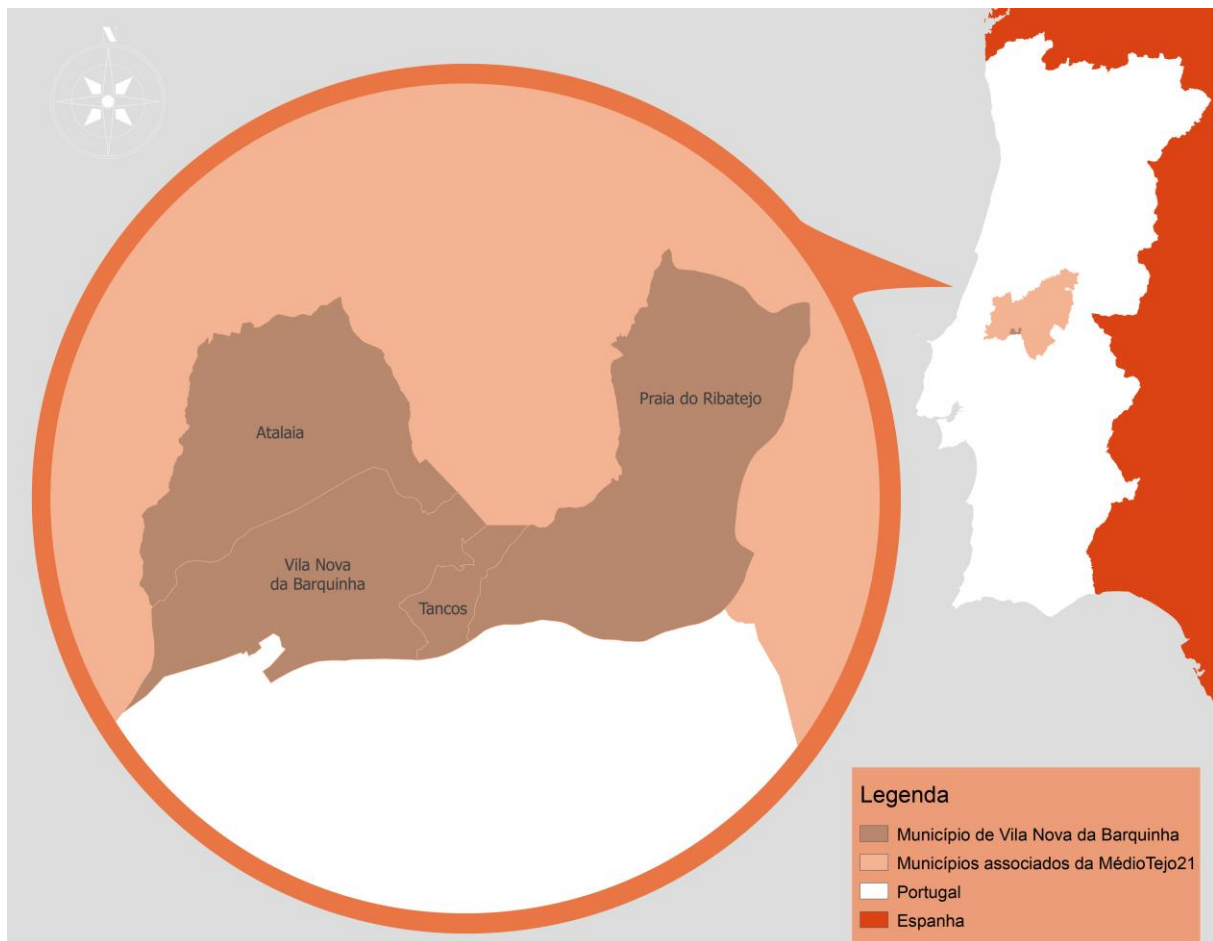 N
Praia do Ribatejo
Atalaia
Vila Nova
da Barquinha
Tancos
Legenda
Município de Vila Nova da Barquinha
Municípios associados da MédioTejo21
Portugal
Espanha